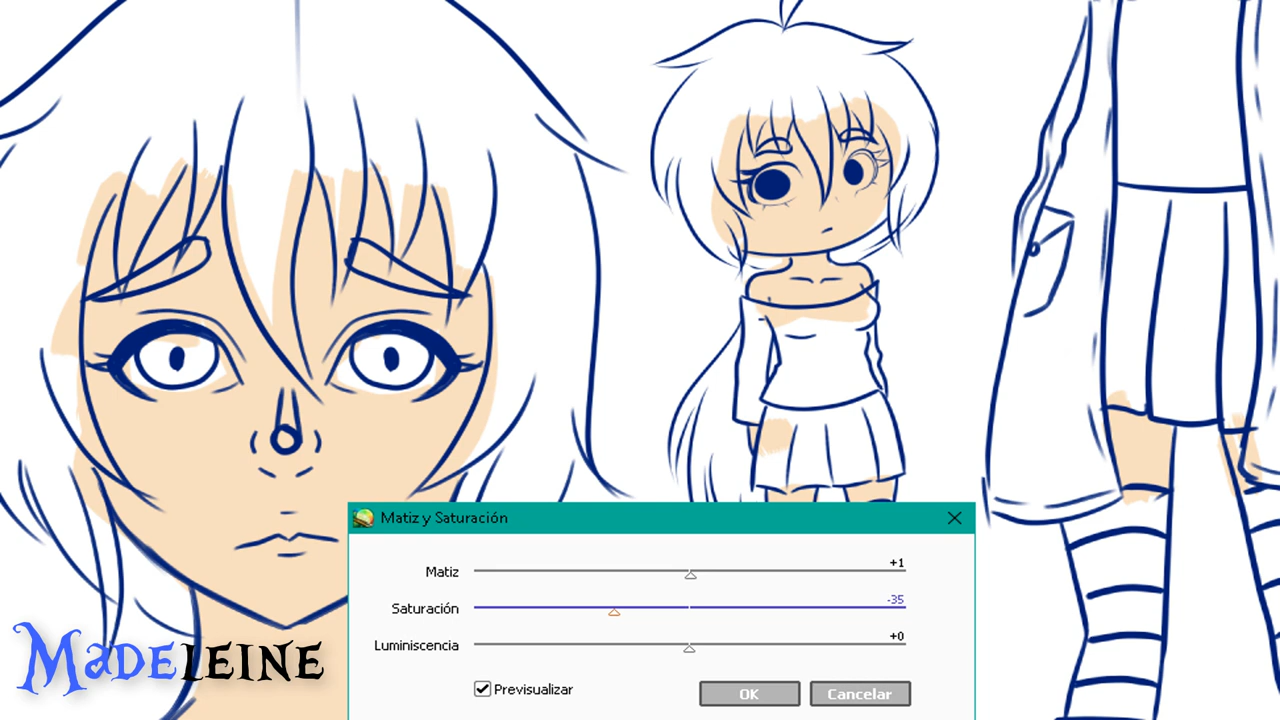 Matiz y Saturación
Matiz +1
Saturación -35
Luminiscencia +0
Previsualizar OK Cancelar
MadeleINE